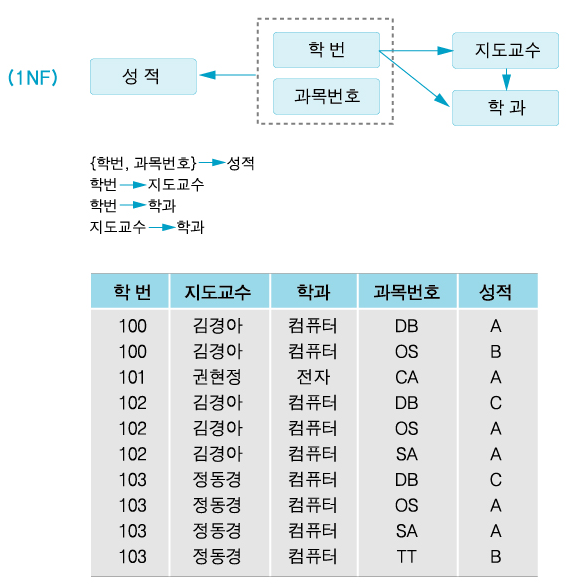 (1NF)
성 적
학 번
과목번호
지도교수
학 과
{학번, 과목번호} → 성적
학번 → 지도교수
학번 → 학과
지도교수 → 학과
학 번 지도교수 학과 과목번호 성적
100 김경아 컴퓨터 DB A
100 김경아 컴퓨터 OS B
101 권현정 전자 CA A
102 김경아 컴퓨터 DB C
102 김경아 컴퓨터 OS A
102 김경아 컴퓨터 SA A
103 정동경 컴퓨터 DB C
103 정동경 컴퓨터 OS A
103 정동경 컴퓨터 SA A
103 정동경 컴퓨터 TT B